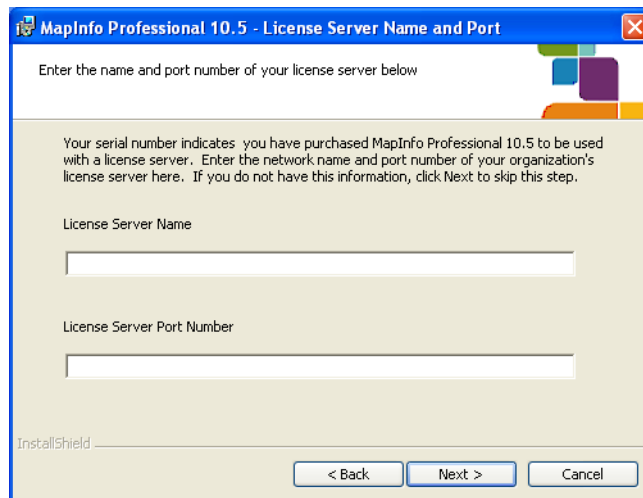 MapInfo Professional 10.5 - License Server Name and Port
Enter the name and port number of your license server below
Your serial number indicates you have purchased MapInfo Professional 10.5 to be used
with a license server. Enter the network name and port number of your organization's
license server here. If you do not have this information, click Next to skip this step.
License Server Name
License Server Port Number
InstallShield
< Back
Next >
Cancel